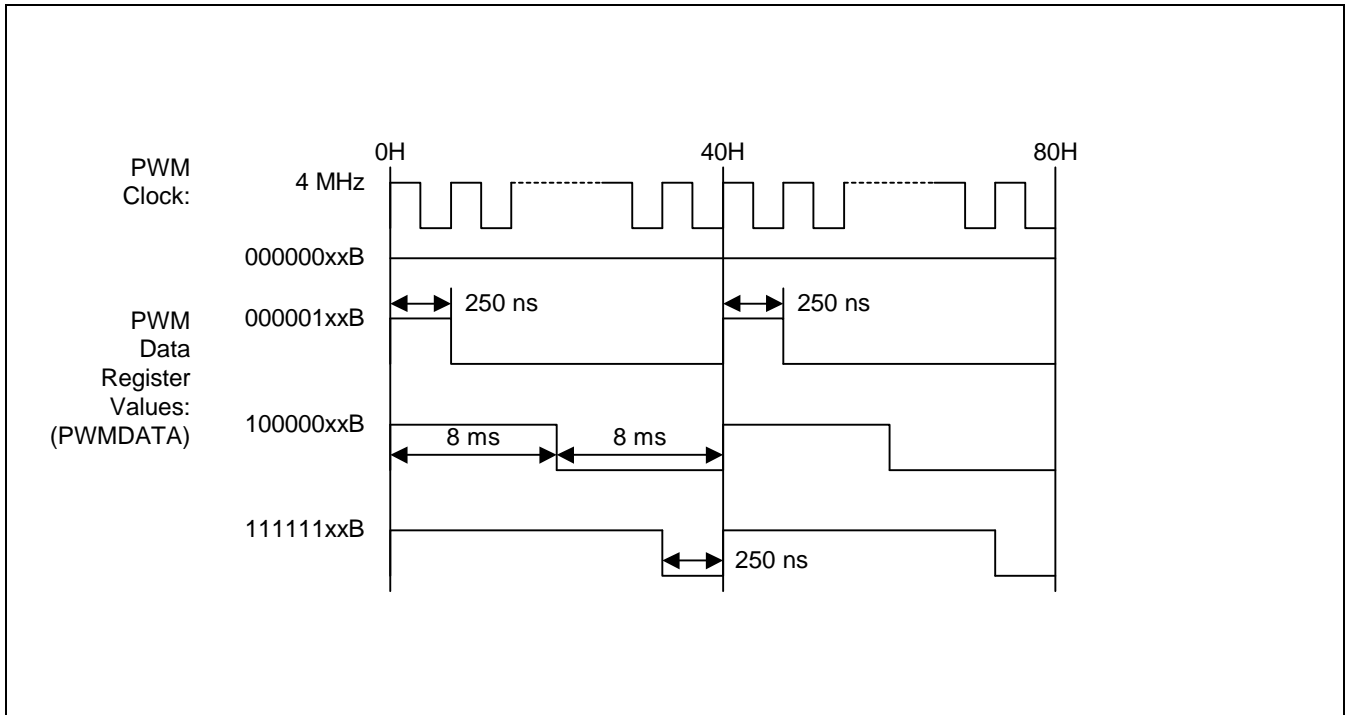 0H 40H 80H
PWM
Clock:
4 MHz
000000xxB
250 ns 250 ns
PWM
Data
Register
Values:
(PWMDATA)
000001xxB
100000xxB
8 ms 8 ms
111111xxB
250 ns